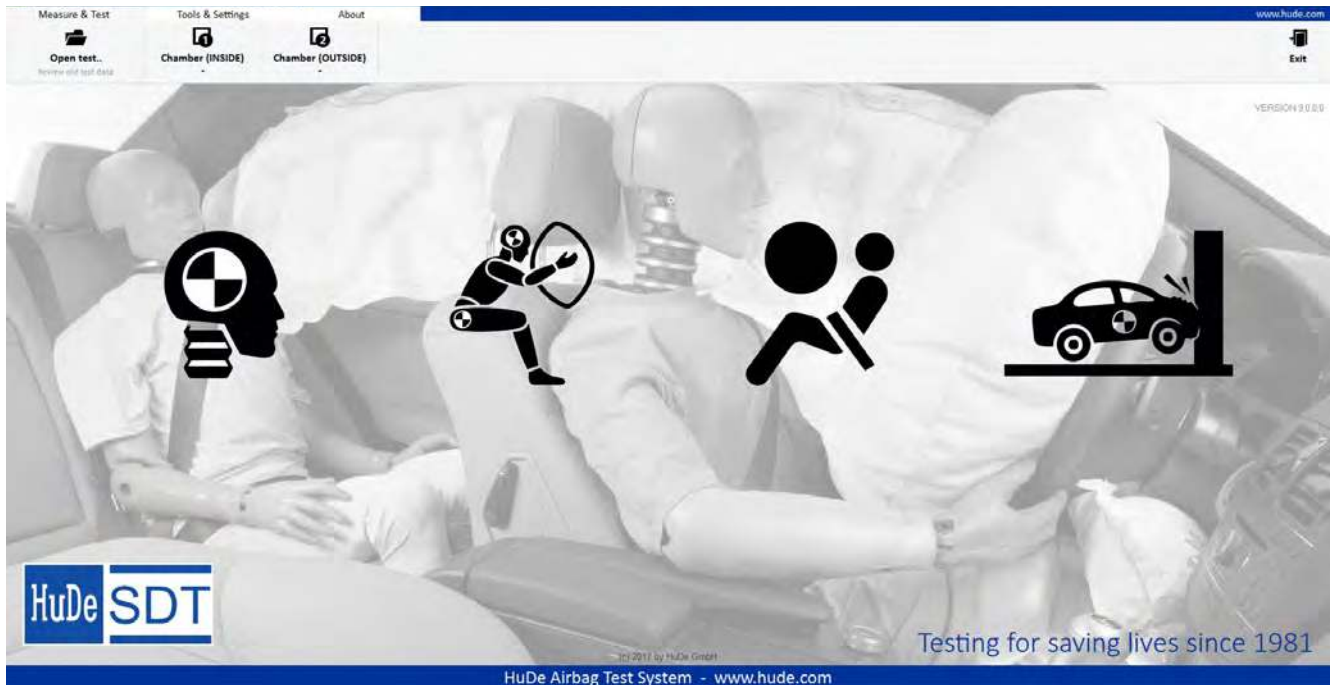 Measure & Test Tools & Settings About www.hude.com
Open test.. Chamber (INSIDE) Chamber (OUTSIDE) Exit
Review old test data - -
1
2
VERSION 9.0.0.0
HuDe SDT
Testing for saving lives since 1981
(c) 2017 by HuDe GmbH
HuDe Airbag Test System - www.hude.com